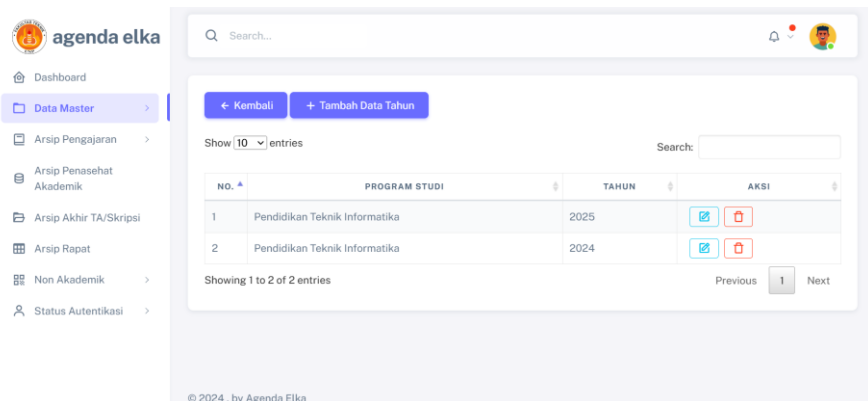 agenda elka
Search...
Dashboard
Data Master
Arsip Pengajaran
Arsip Penasehat
Akademik
Arsip Akhir TA/Skripsi
Arsip Rapat
Non Akademik
Status Autentikasi
← Kembali
+ Tambah Data Tahun
Show 10 entries
Search:
NO. PROGRAM STUDI TAHUN AKSI
1 Pendidikan Teknik Informatika 2025
2 Pendidikan Teknik Informatika 2024
Showing 1 to 2 of 2 entries
Previous 1 Next
© 2024 , by Agenda Elka